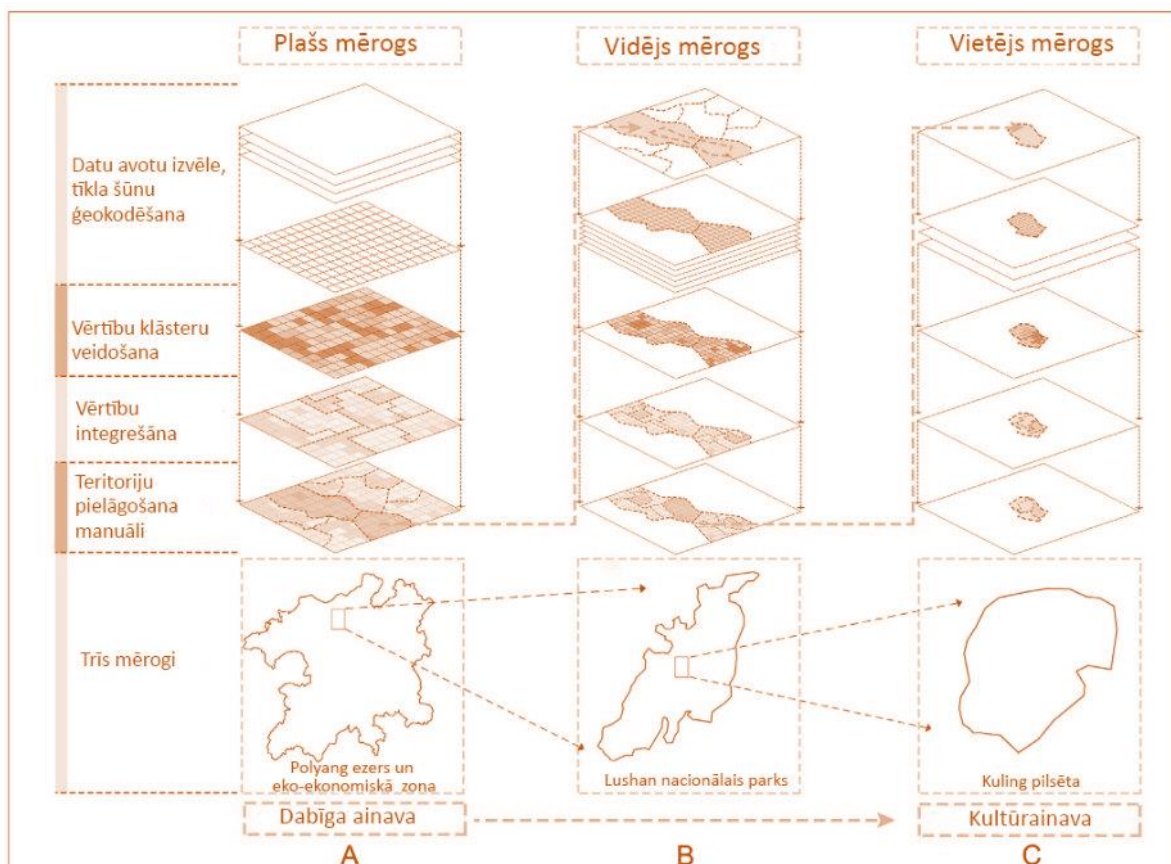 Plašs mērogs
Vidējs mērogs
Vietējs mērogs
Datu avotu izvēle,
tīkla šūnu
ģeokodēšana
Vērtību klāsteru
veidošana
Vērtību
integrešāna
Teritoriju
pielāgošana
manuāli
Trīs mērogi
Polyang ezers un
eko-ekonomiskā zona
Lushan nacionālais parks
Kuling pilsēta
Dabīga ainava
Kultūrainava
A
B
C